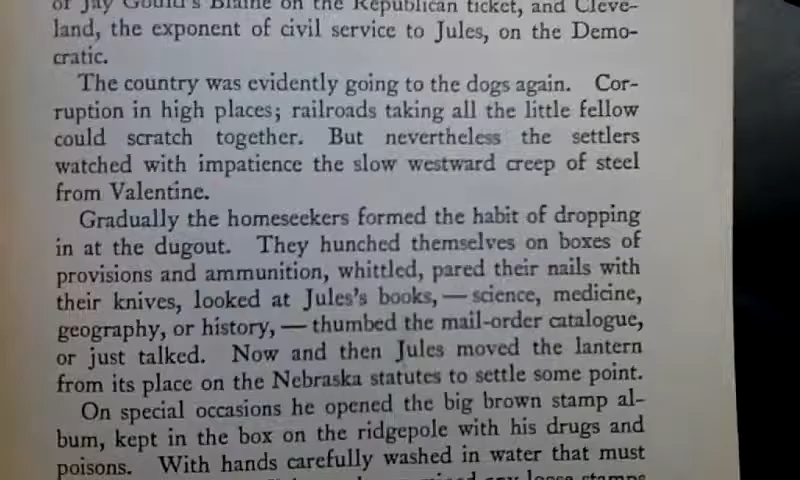 of Jay Gould's Blaine on the Republican ticket, and Cleve-
land, the exponent of civil service to Jules, on the Demo-
cratic.
The country was evidently going to the dogs again. Cor-
ruption in high places; railroads taking all the little fellow
could scratch together. But nevertheless the settlers
watched with impatience the slow westward creep of steel
from Valentine.
Gradually the homeseekers formed the habit of dropping
in at the dugout. They hunched themselves on boxes of
provisions and ammunition, whittled, pared their nails with
their knives, looked at Jules's books, — science, medicine,
geography, or history, — thumbed the mail-order catalogue,
or just talked. Now and then Jules moved the lantern
from its place on the Nebraska statutes to settle some point.
On special occasions he opened the big brown stamp al-
bum, kept in the box on the ridgepole with his drugs and
poisons. With hands carefully washed in water that must
any loose stamps